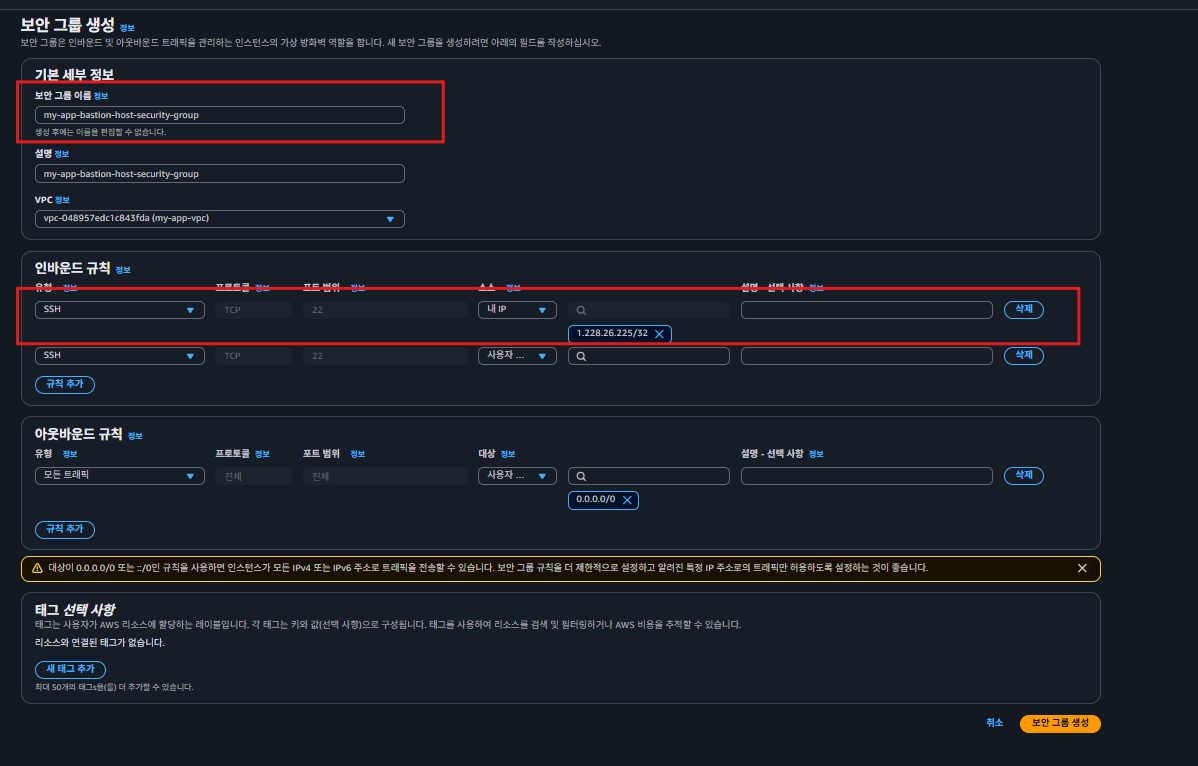 보안 그룹 생성 정보
보안 그룹은 인바운드 및 아웃바운드 트래픽을 관리하는 인스턴스의 가상 방화벽 역할을 합니다. 새 보안 그룹을 생성하려면 아래의 필드를 작성하십시오.
기본 세부 정보
보안 그룹 이름 정보
my-app-bastion-host-security-group
생성 후에는 이름을 편집할 수 없습니다.
설명 정보
my-app-bastion-host-security-group
VPC 정보
vpc-048957edc1c843fda (my-app-vpc)
인바운드 규칙 정보
유형 정보 프로토콜 정보 포트 범위 정보 소스 정보 설명 - 선택 사항 정보
SSH TCP 22 내 IP 삭제
1.228.26.225/32
SSH TCP 22 사용자 ... 삭제
규칙 추가
아웃바운드 규칙 정보
유형 정보 프로토콜 정보 포트 범위 정보 대상 정보 설명 - 선택 사항 정보
모든 트래픽 전체 전체 사용자 ... 삭제
0.0.0.0/0
규칙 추가
대상이 0.0.0.0/0 또는 ::/0인 규칙을 사용하면 인스턴스가 모든 IPv4 또는 IPv6 주소로 트래픽을 전송할 수 있습니다. 보안 그룹 규칙을 더 제한적으로 설정하고 알려진 특정 IP 주소로의 트래픽만 허용하도록 설정하는 것이 좋습니다.
태그 선택 사항
태그는 사용자가 AWS 리소스에 할당하는 레이블입니다. 각 태그는 키와 값(선택 사항)으로 구성됩니다. 태그를 사용하여 리소스를 검색 및 필터링하거나 AWS 비용을 추적할 수 있습니다.
리소스와 연결된 태그가 없습니다.
새 태그 추가
최대 50개의 태그s을(를) 더 추가할 수 있습니다.
취소 보안 그룹 생성